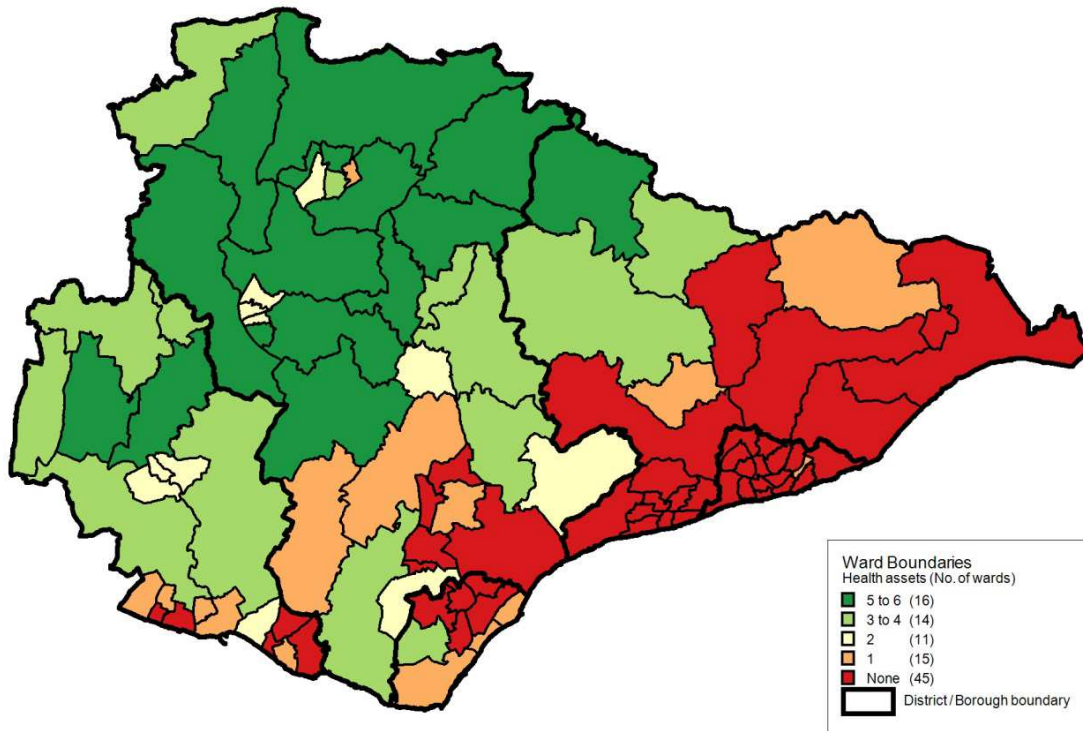 Ward Boundaries
Health assets (No. of wards)
5 to 6 (16)
3 to 4 (14)
2 (11)
1 (15)
None (45)
District / Borough boundary